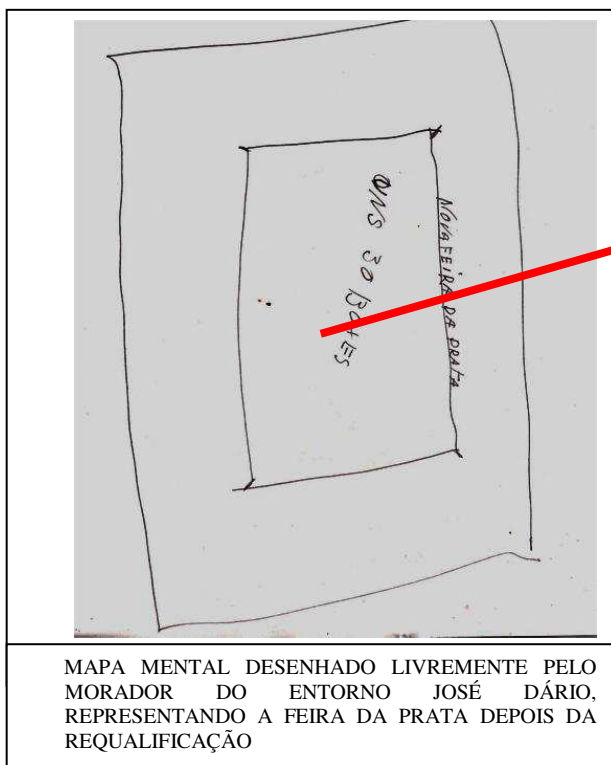 NOVA FEIRA DA PRATA
UNS 30 BOXES
MAPA MENTAL DESENHADO LIVREMENTE PELO
MORADOR DO ENTORNO JOSÉ DÁRIO,
REPRESENTANDO A FEIRA DA PRATA DEPOIS DA
REQUALIFICAÇÃO